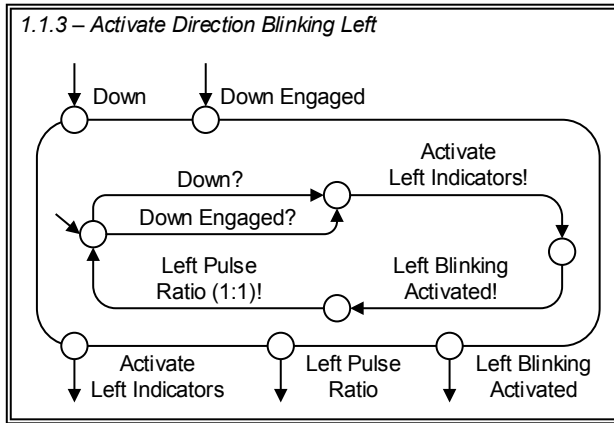 1.1.3 – Activate Direction Blinking Left
Down
Down Engaged
Activate
Left Indicators!
Down?
Down Engaged?
Left Pulse
Ratio (1:1)!
Left Blinking
Activated!
Activate
Left Indicators
Left Pulse
Ratio
Left Blinking
Activated